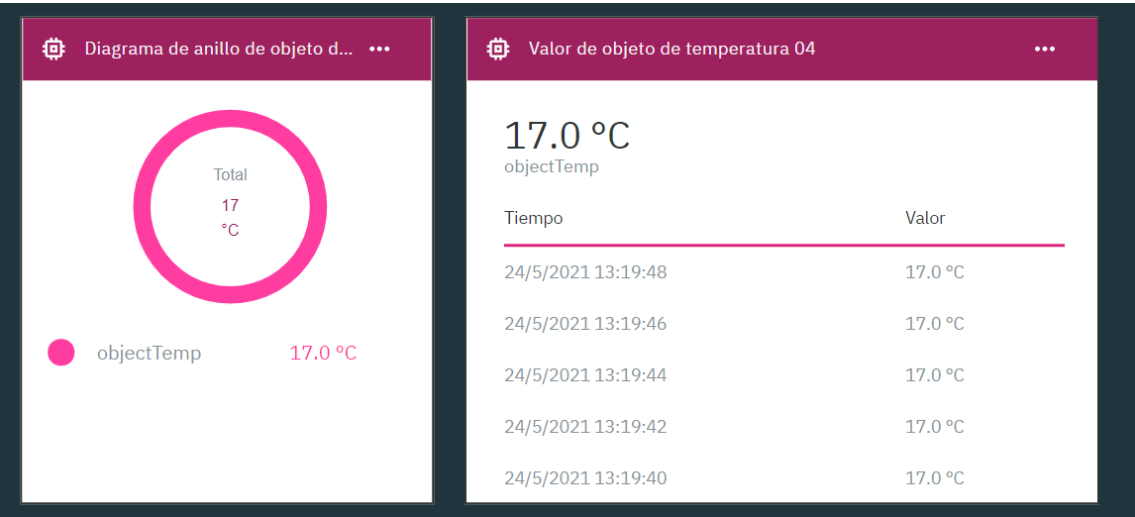 Diagrama de anillo de objeto d...
Total
17
°C
objectTemp 17.0 °C
Valor de objeto de temperatura 04
17.0 °C
objectTemp
Tiempo Valor
24/5/2021 13:19:48 17.0 °C
24/5/2021 13:19:46 17.0 °C
24/5/2021 13:19:44 17.0 °C
24/5/2021 13:19:42 17.0 °C
24/5/2021 13:19:40 17.0 °C